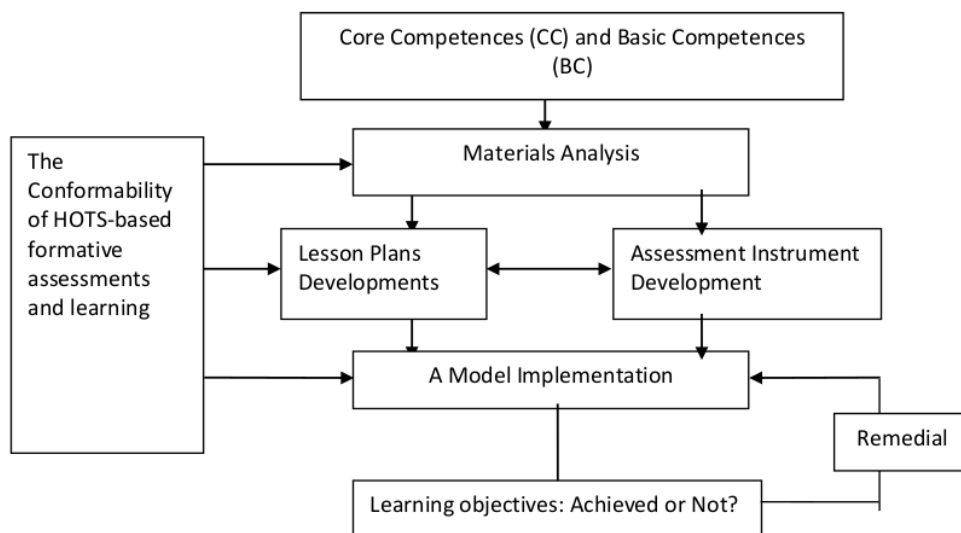 Core Competences (CC) and Basic Competences
(BC)
Materials Analysis
The
Conformability
of HOTS-based
formative
assessments
and learning
Lesson Plans
Developments
Assessment Instrument
Development
A Model Implementation
Remedial
Learning objectives: Achieved or Not?